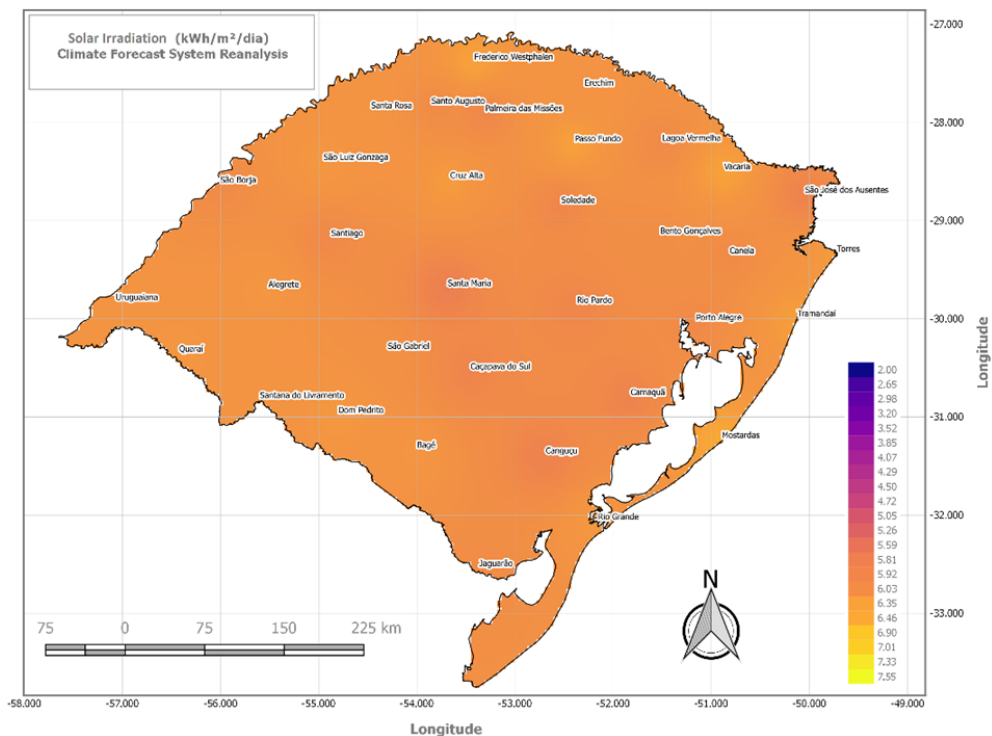 Solar Irradiation (kWh/m²/dia)
Climate Forecast System Reanalysis
-27.000
Frederico Westphalen
Erechim
Santa Rosa
Santo Augusto
Palmeira das Missões
-28.000
Passo Fundo
Lagoa Vermelha
São Luiz Gonzaga
Vacaria
Cruz Alta
São Borja
São José dos Ausentes
Soledade
-29.000
Santiago
Bento Gonçalves
Canela
Torres
Santa Maria
Alegrete
Uruguaiana
Rio Pardo
Tramandaí
Porto Alegre
-30.000
Quaraí
São Gabriel
Caçapava do Sul
Longitude
Santana do Livramento
Camaquã
Dom Pedrito
-31.000
Mostardas
Bagé
Canguçu
Rio Grande
-32.000
Jaguarão
-33.000
2.00
2.65
2.98
3.20
3.52
3.85
4.07
4.29
4.50
4.72
5.05
5.26
5.59
5.81
5.92
6.03
6.35
6.46
6.90
7.01
7.33
7.55
N
75 0 75 150 225 km
-58.000 -57.000 -56.000 -55.000 -54.000 -53.000 -52.000 -51.000 -50.000 -49.000
Longitude